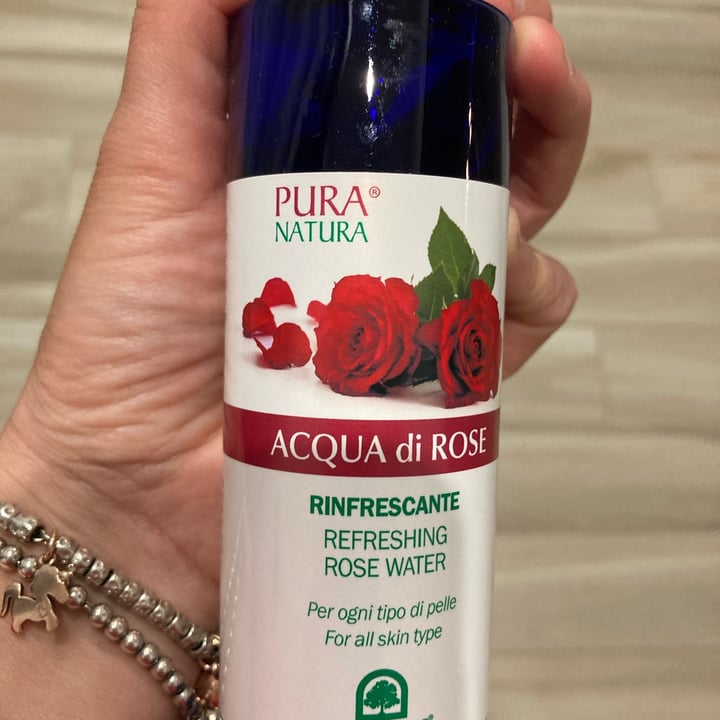 PURA®
NATURA
ACQUA di ROSE
RINFRESCANTE
REFRESHING
ROSE WATER
Per ogni tipo di pelle
For all skin type